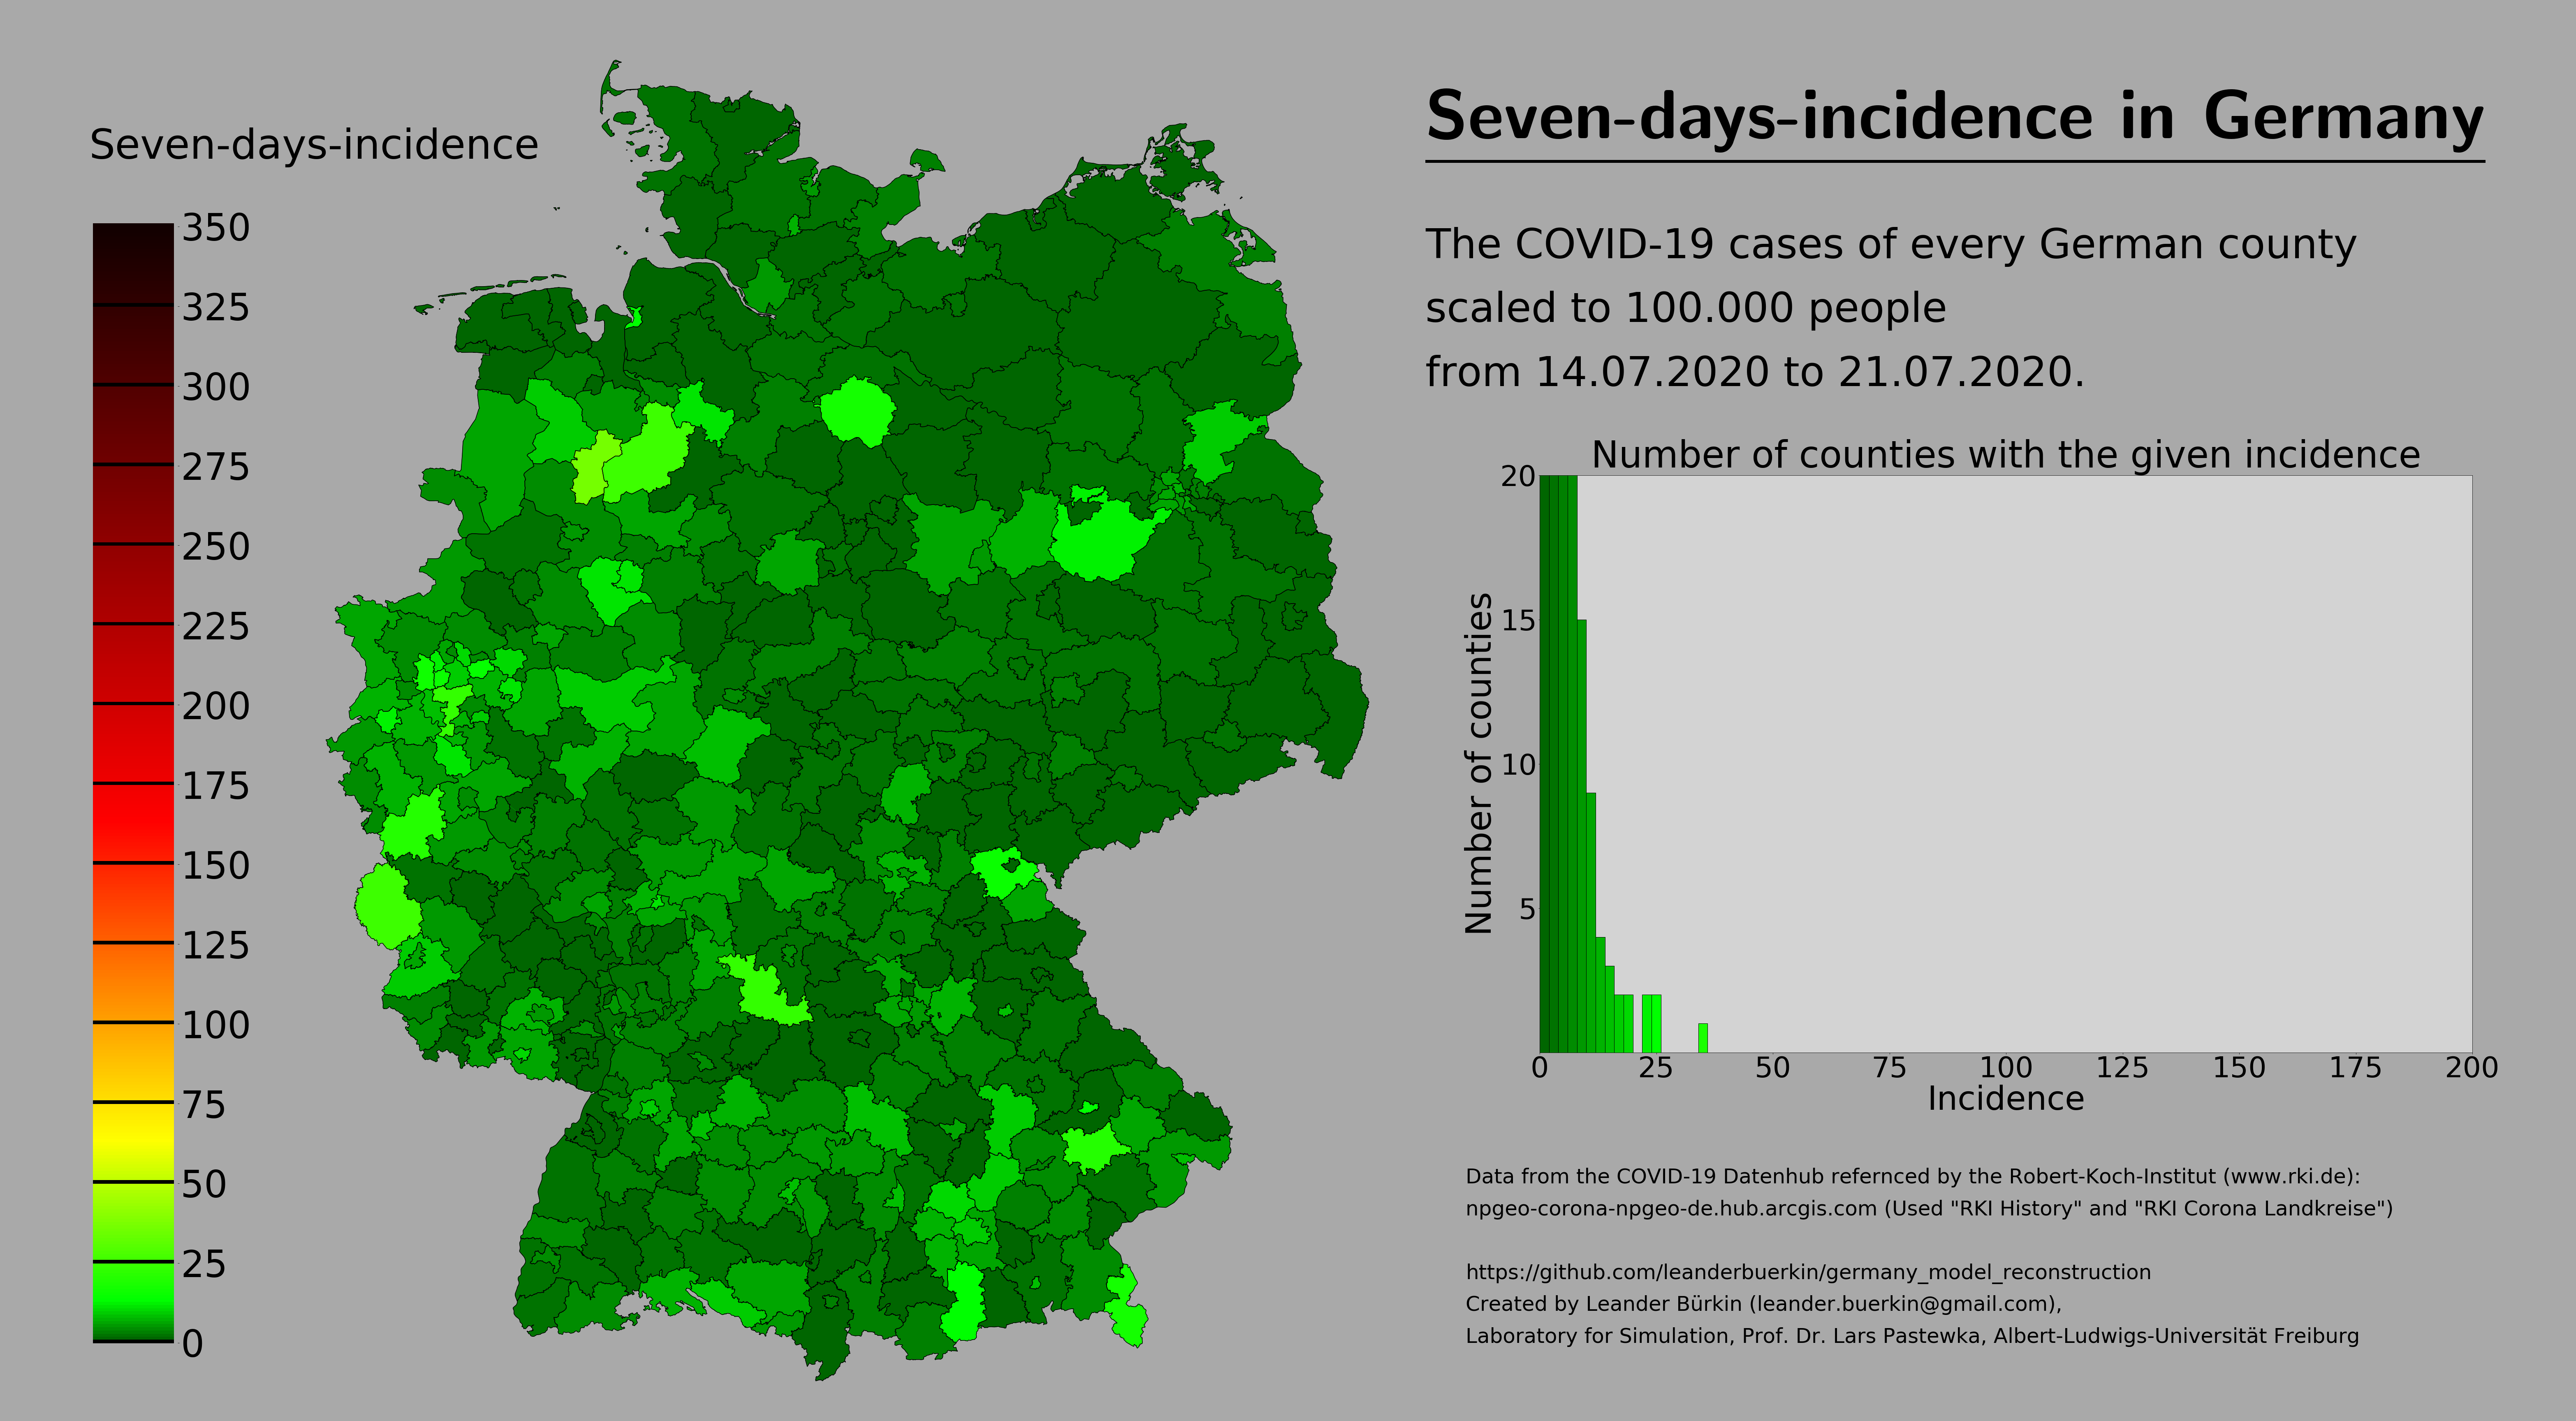 Seven-days-incidence
350
325
300
275
250
225
200
175
150
125
100
75
50
25
0
Seven-days-incidence in Germany
The COVID-19 cases of every German county
scaled to 100.000 people
from 14.07.2020 to 21.07.2020.
Number of counties with the given incidence
Number of counties
20
15
10
5
0 25 50 75 100 125 150 175 200
Incidence
Data from the COVID-19 Datenhub refernced by the Robert-Koch-Institut (www.rki.de):
npgeo-corona-npgeo-de.hub.arcgis.com (Used "RKI History" and "RKI Corona Landkreise")
https://github.com/leanderbuerkin/germany_model_reconstruction
Created by Leander Bürkin (leander.buerkin@gmail.com),
Laboratory for Simulation, Prof. Dr. Lars Pastewka, Albert-Ludwigs-Universität Freiburg